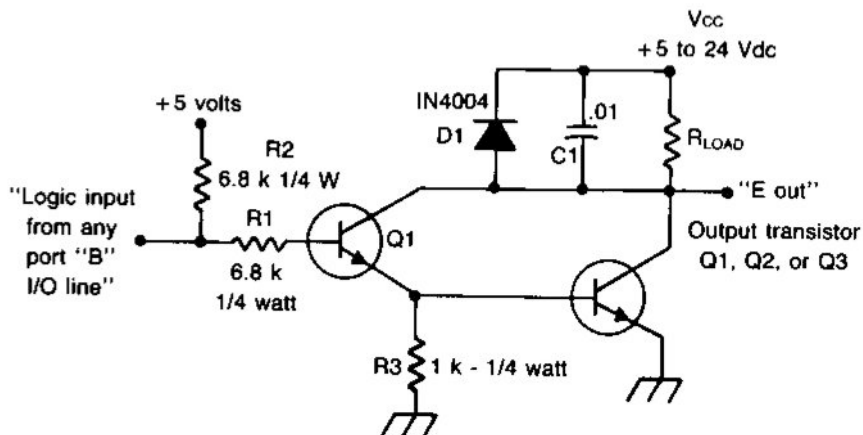 Vcc
+5 to 24 Vdc
IN4004
D1
.01
C1
RLOAD
+5 volts
R2
6.8 k 1/4 W
"Logic input
from any
port "B"
I/O line"
R1
6.8 k
1/4 watt
Q1
"E out"
Output transistor
Q1, Q2, or Q3
R3
1 k - 1/4 watt